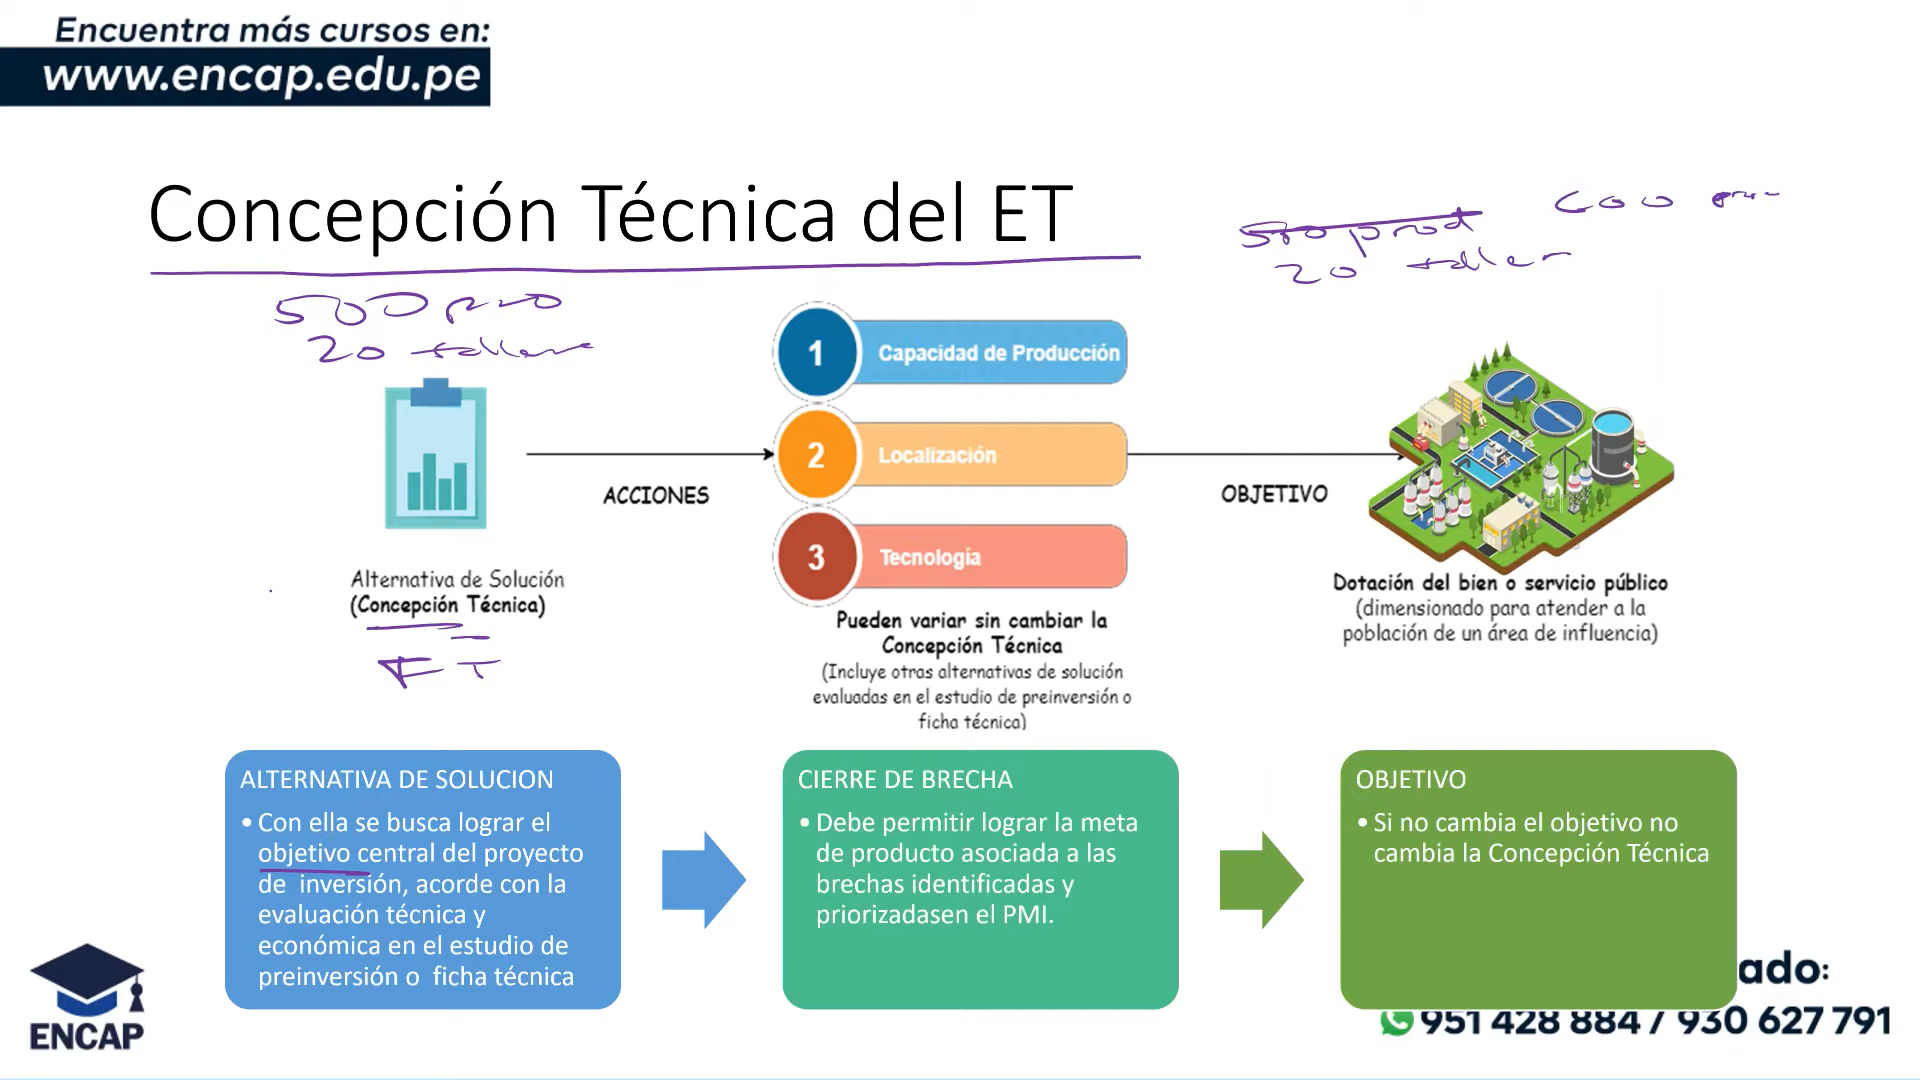 Encuentra más cursos en:
www.encap.edu.pe
Concepción Técnica del ET
600
500 prod
20 taller
500
20 tallere
1
Capacidad de Producción
2
Localización
3
Tecnología
ACCIONES
OBJETIVO
Alternativa de Solución
(Concepción Técnica)
Pueden variar sin cambiar la
Concepción Técnica
(Incluye otras alternativas de solución
evaluadas en el estudio de preinversión o
ficha técnica)
Dotación del bien o servicio público
(dimensionado para atender a la
población de un área de influencia)
ALTERNATIVA DE SOLUCION
• Con ella se busca lograr el
objetivo central del proyecto
de inversión, acorde con la
evaluación técnica y
económica en el estudio de
preinversión o ficha técnica
CIERRE DE BRECHA
• Debe permitir lograr la meta
de producto asociada a las
brechas identificadas y
priorizadasen el PMI.
OBJETIVO
• Si no cambia el objetivo no
cambia la Concepción Técnica
ENCAP
ado:
951 428 884 / 930 627 791